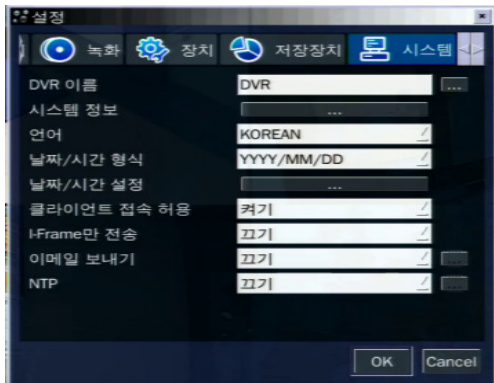 설정
녹화 장치 저장장치 시스템
DVR 이름 DVR ...
시스템 정보 ...
언어 KOREAN
날짜/시간 형식 YYYY/MM/DD
날짜/시간 설정 ...
클라이언트 접속 허용 켜기
I-Frame만 전송 끄기
이메일 보내기 끄기 ...
NTP 끄기 ...
OK Cancel